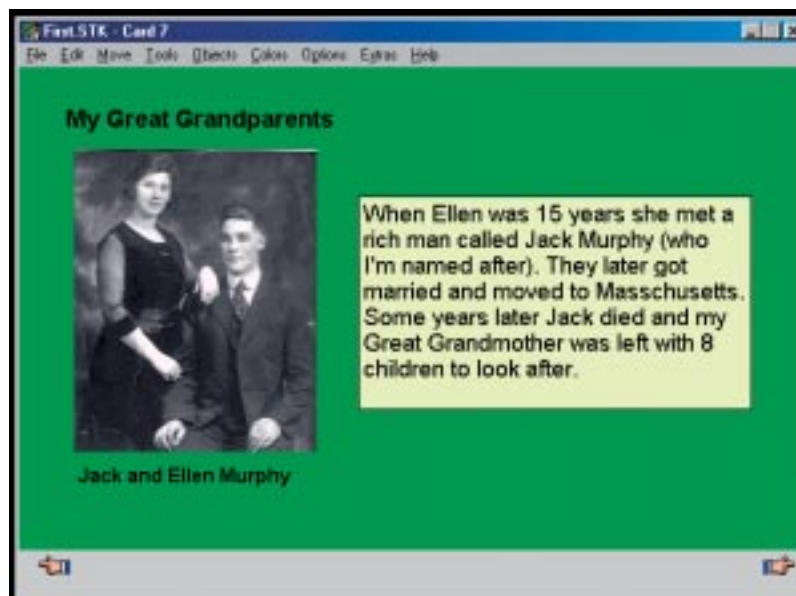 First.STK - Card 7
File Edit Move Tools Objects Colors Options Extras Help
My Great Grandparents
When Ellen was 15 years she met a
rich man called Jack Murphy (who
I'm named after). They later got
married and moved to Masschusetts.
Some years later Jack died and my
Great Grandmother was left with 8
children to look after.
Jack and Ellen Murphy